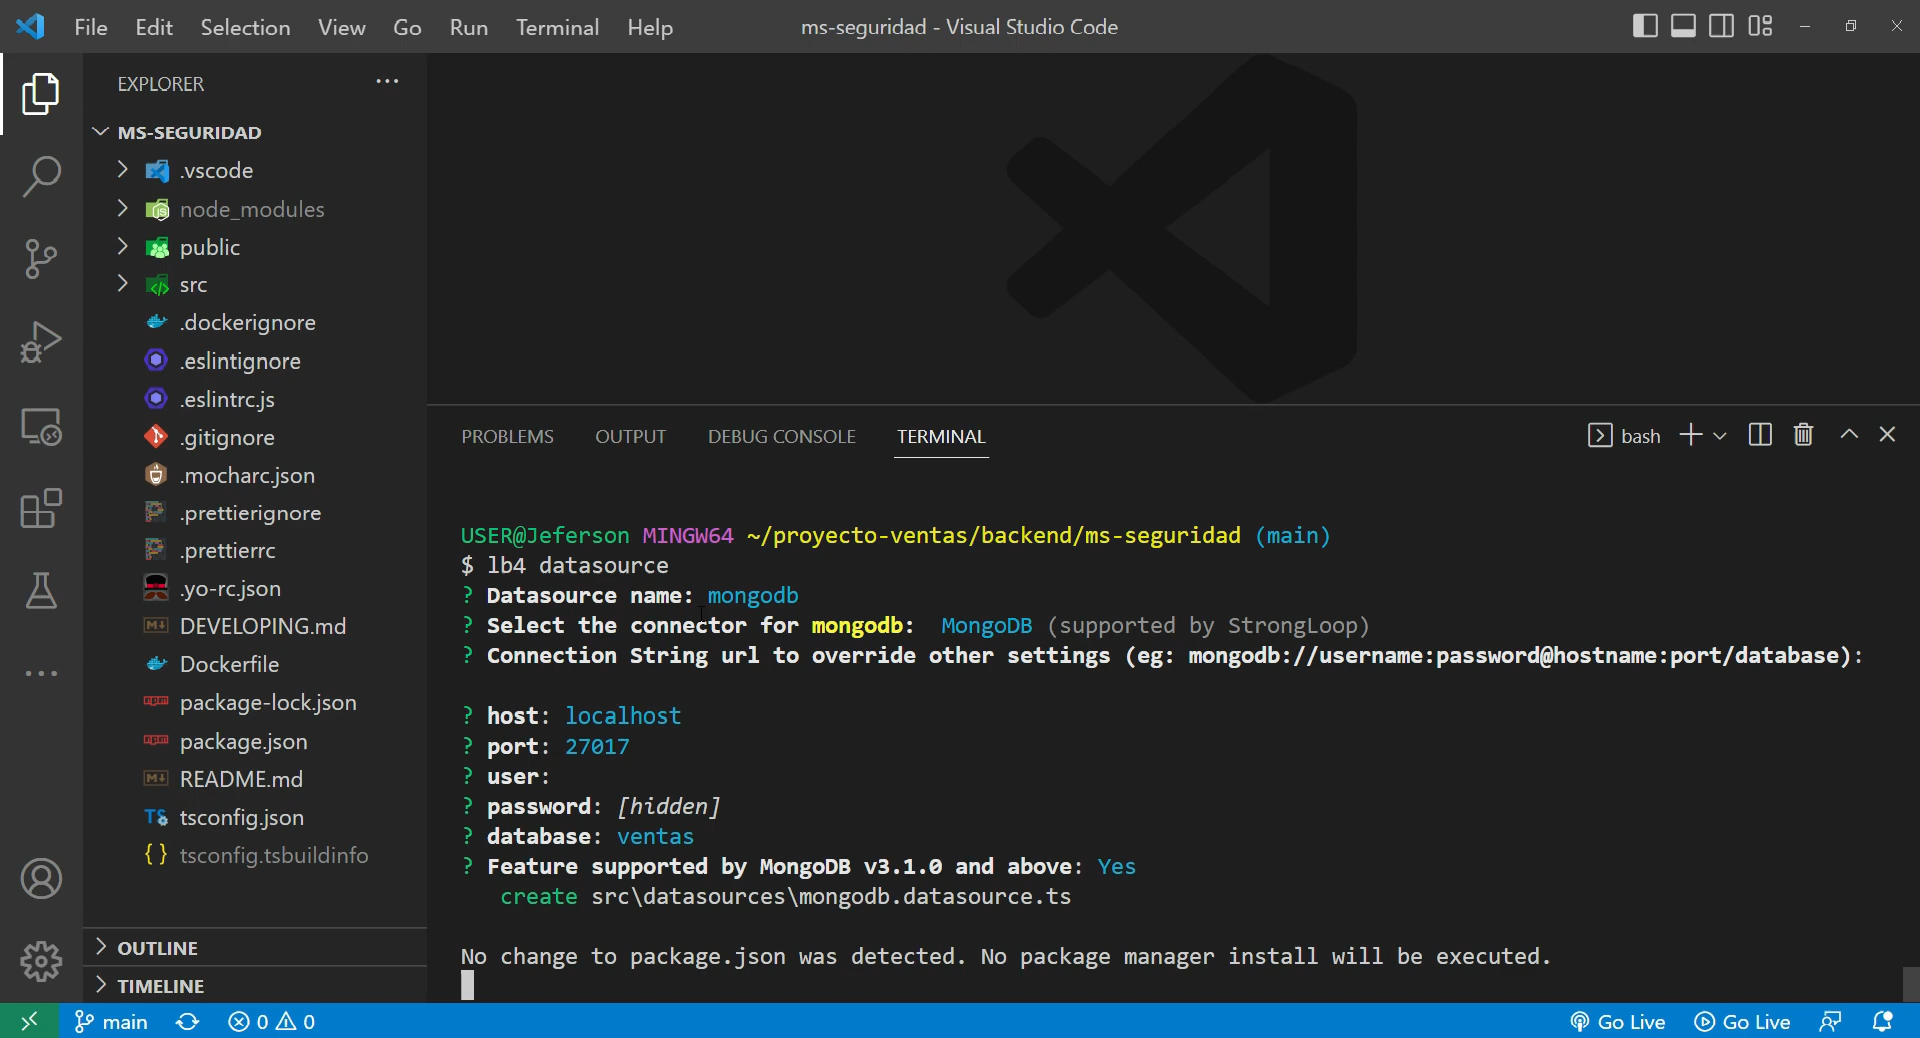 File Edit Selection View Go Run Terminal Help
ms-seguridad - Visual Studio Code
EXPLORER
MS-SEGURIDAD
.vscode
node_modules
public
src
.dockerignore
.eslintignore
.eslintrc.js
.gitignore
.mocharc.json
.prettierignore
.prettierrc
.yo-rc.json
DEVELOPING.md
Dockerfile
package-lock.json
package.json
README.md
tsconfig.json
tsconfig.tsbuildinfo
OUTLINE
TIMELINE
PROBLEMS OUTPUT DEBUG CONSOLE TERMINAL
bash
USER@Jeferson MINGW64 ~/proyecto-ventas/backend/ms-seguridad (main)
$ lb4 datasource
? Datasource name: mongodb
? Select the connector for mongodb:  MongoDB (supported by StrongLoop)
? Connection String url to override other settings (eg: mongodb://username:password@hostname:port/database):
? host: localhost
? port: 27017
? user:
? password: [hidden]
? database: ventas
? Feature supported by MongoDB v3.1.0 and above: Yes
create src\datasources\mongodb.datasource.ts
No change to package.json was detected. No package manager install will be executed.
main 0 0
Go Live Go Live